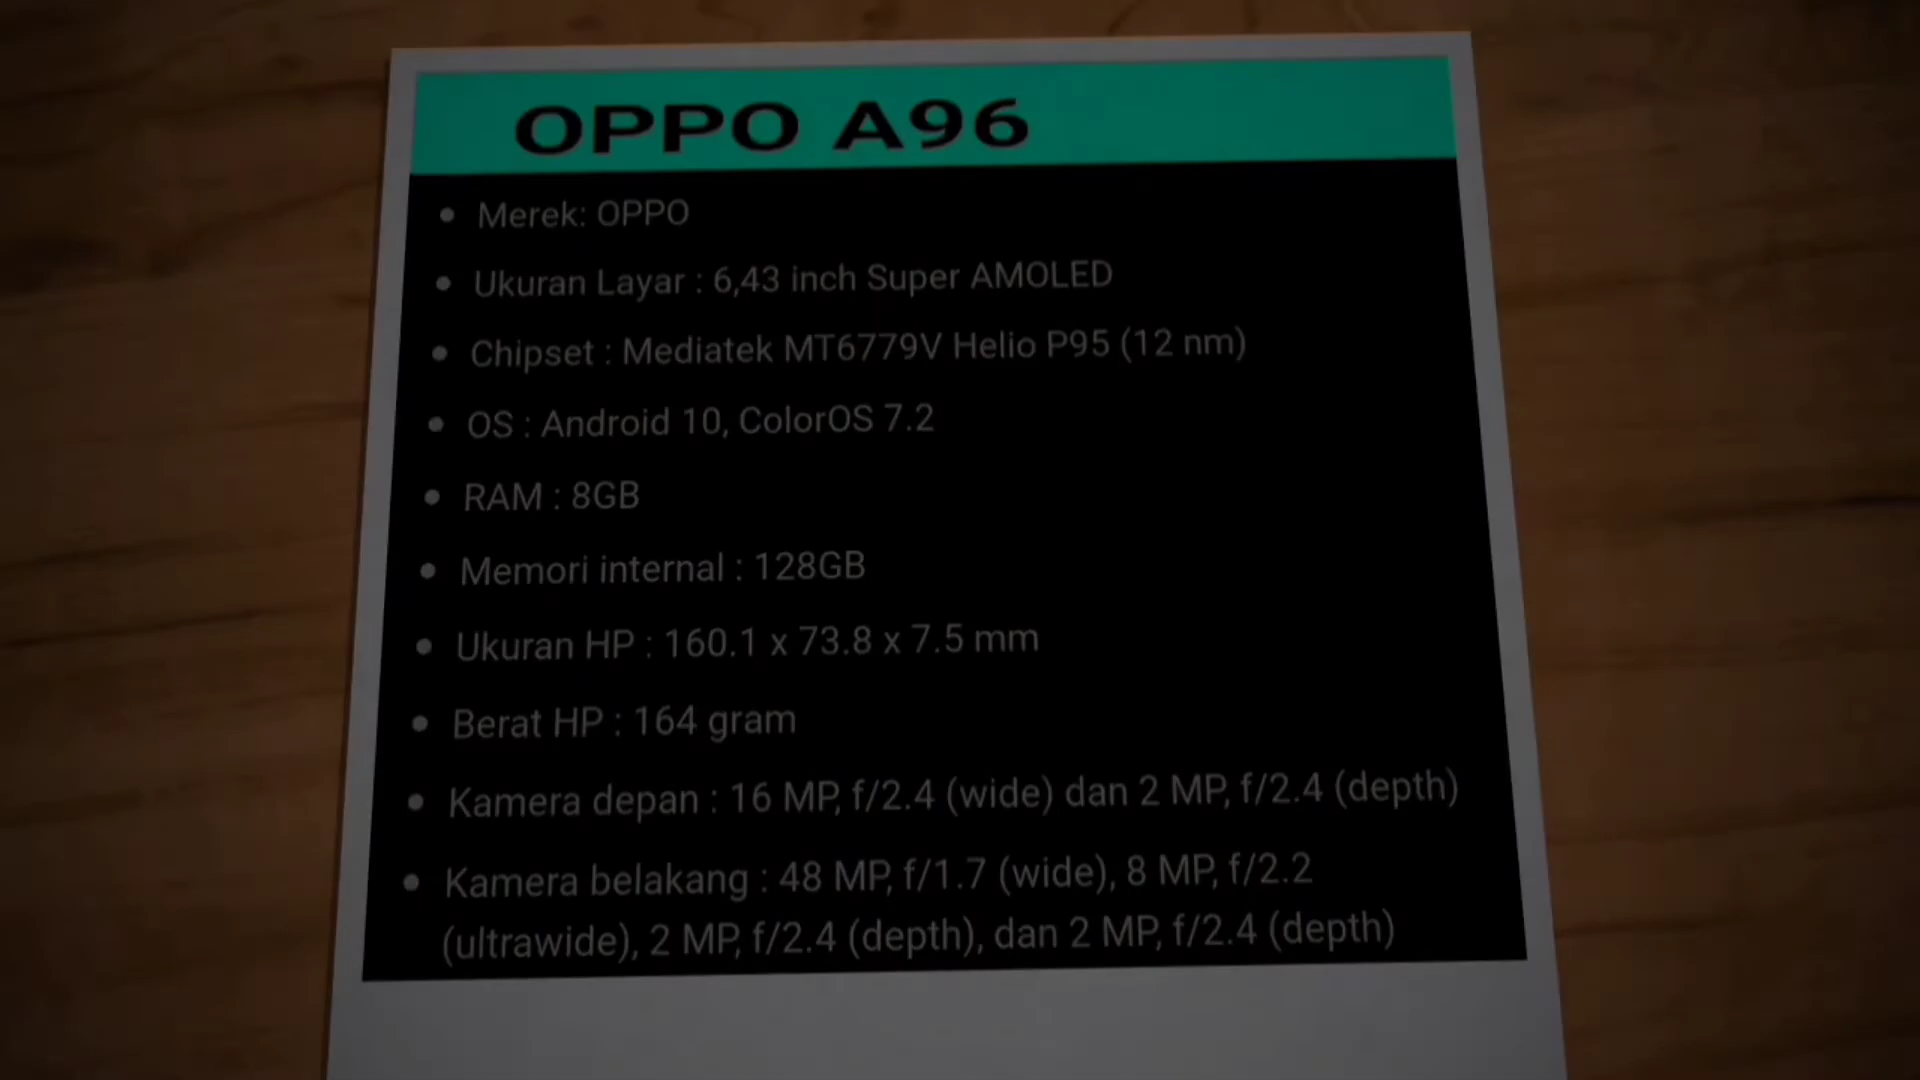 OPPO A96
Merek: OPPO
Ukuran Layar : 6,43 inch Super AMOLED
Chipset : Mediatek MT6779V Helio P95 (12 nm)
OS : Android 10, ColorOS 7.2
RAM : 8GB
Memori internal : 128GB
Ukuran HP : 160.1 x 73.8 x 7.5 mm
Berat HP : 164 gram
Kamera depan : 16 MP, f/2.4 (wide) dan 2 MP, f/2.4 (depth)
Kamera belakang : 48 MP, f/1.7 (wide), 8 MP, f/2.2
(ultrawide), 2 MP, f/2.4 (depth), dan 2 MP, f/2.4 (depth)